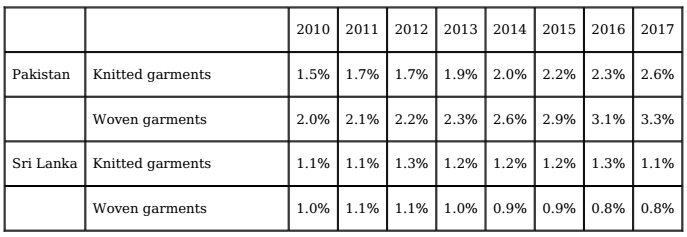 2010 2011 2012 2013 2014 2015 2016 2017
Pakistan Knitted garments 1.5% 1.7% 1.7% 1.9% 2.0% 2.2% 2.3% 2.6%
Woven garments 2.0% 2.1% 2.2% 2.3% 2.6% 2.9% 3.1% 3.3%
Sri Lanka Knitted garments 1.1% 1.1% 1.3% 1.2% 1.2% 1.2% 1.3% 1.1%
Woven garments 1.0% 1.1% 1.1% 1.0% 0.9% 0.9% 0.8% 0.8%